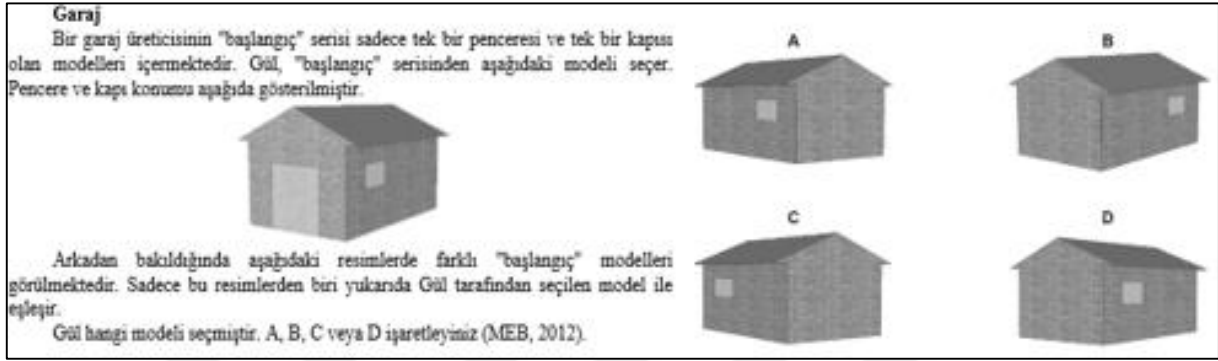 Garaj
Bir garaj üreticisinin "başlangıç" serisi sadece tek bir penceresi ve tek bir kapısı
olan modelleri içermektedir. Gül, "başlangıç" serisinden aşağıdaki modeli seçer.
Pencere ve kapı konumu aşağıda gösterilmiştir.
Arkadan bakıldığında aşağıdaki resimlerde farklı "başlangıç" modelleri
görülmektedir. Sadece bu resimlerden biri yukarıda Gül tarafından seçilen model ile
eşleşir.
Gül hangi modeli seçmiştir. A, B, C veya D işaretleyiniz (MEB, 2012).
A
B
C
D